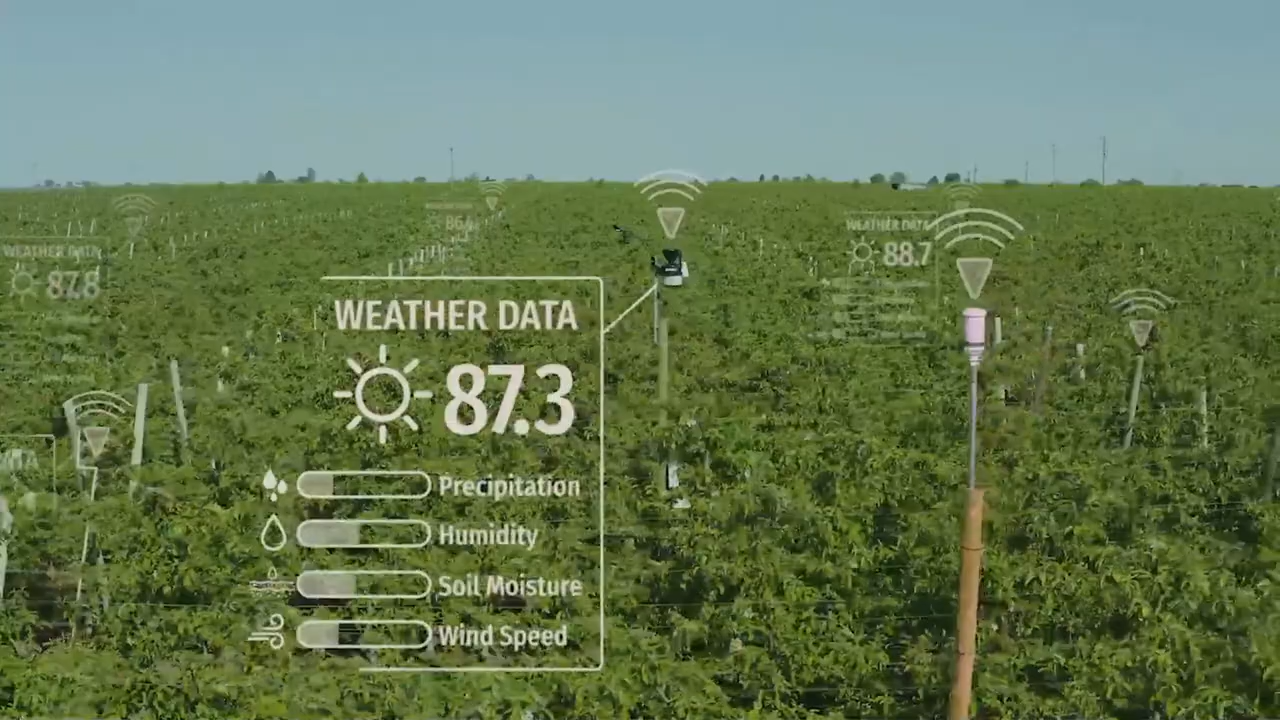 WEATHER DATA
87.3
Precipitation
Humidity
Soil Moisture
Wind Speed
WEATHER DATA
87.8
WEATHER DATA
88.7